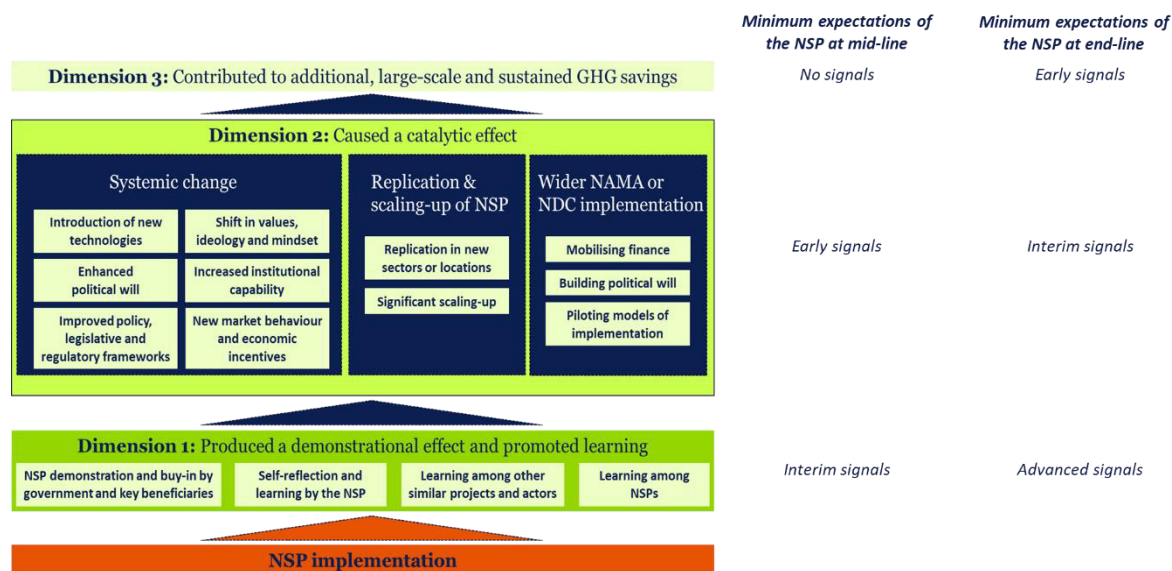 Minimum expectations of
the NSP at mid-line
Minimum expectations of
the NSP at end-line
Dimension 3: Contributed to additional, large-scale and sustained GHG savings
No signals
Early signals
Dimension 2: Caused a catalytic effect
Systemic change
Introduction of new
technologies
Shift in values,
ideology and mindset
Enhanced
political will
Increased institutional
capability
Improved policy,
legislative and
regulatory frameworks
New market behaviour
and economic
incentives
Replication &
scaling-up of NSP
Replication in new
sectors or locations
Significant scaling-up
Wider NAMA or
NDC implementation
Mobilising finance
Building political will
Piloting models of
implementation
Early signals
Interim signals
Dimension 1: Produced a demonstrational effect and promoted learning
NSP demonstration and buy-in by
government and key beneficiaries
Self-reflection and
learning by the NSP
Learning among other
similar projects and actors
Learning among
NSPs
Interim signals
Advanced signals
NSP implementation